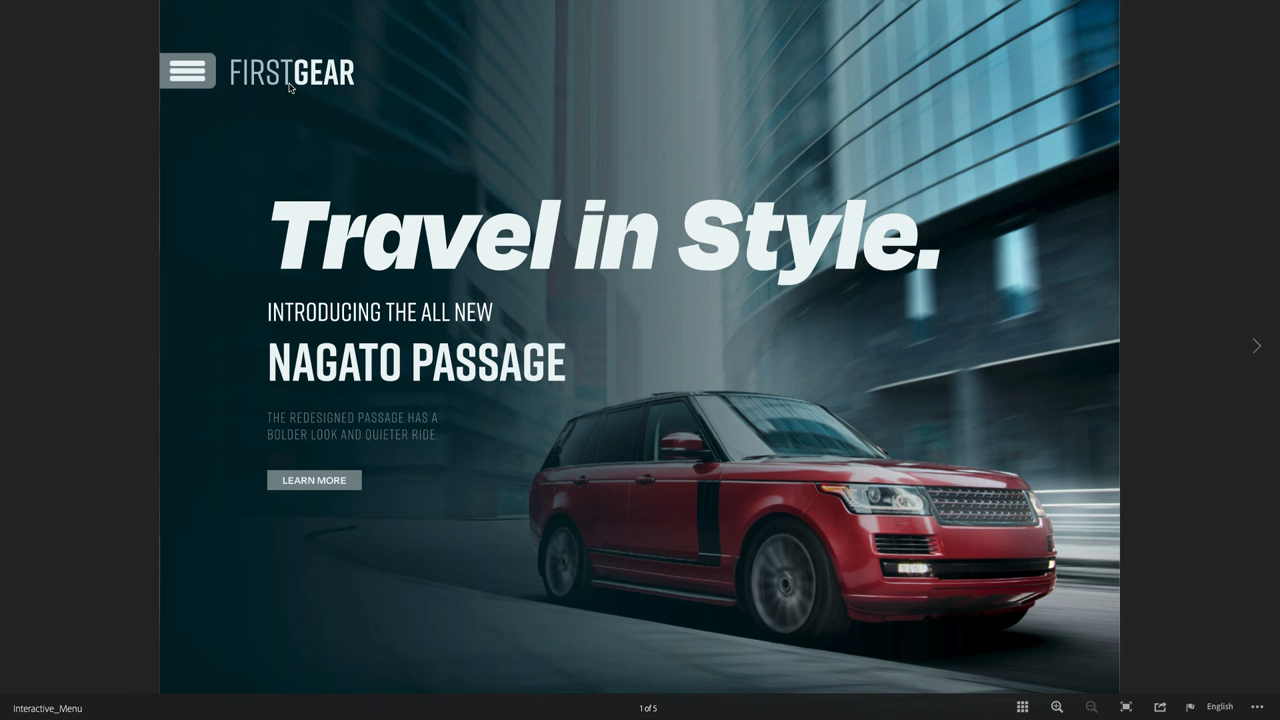 FIRSTGEAR
Travel in Style.
INTRODUCING THE ALL NEW
NAGATO PASSAGE
THE REDESIGNED PASSAGE HAS A
BOLDER LOOK AND QUIETER RIDE.
LEARN MORE
Interactive_Menu
1 of 5
English